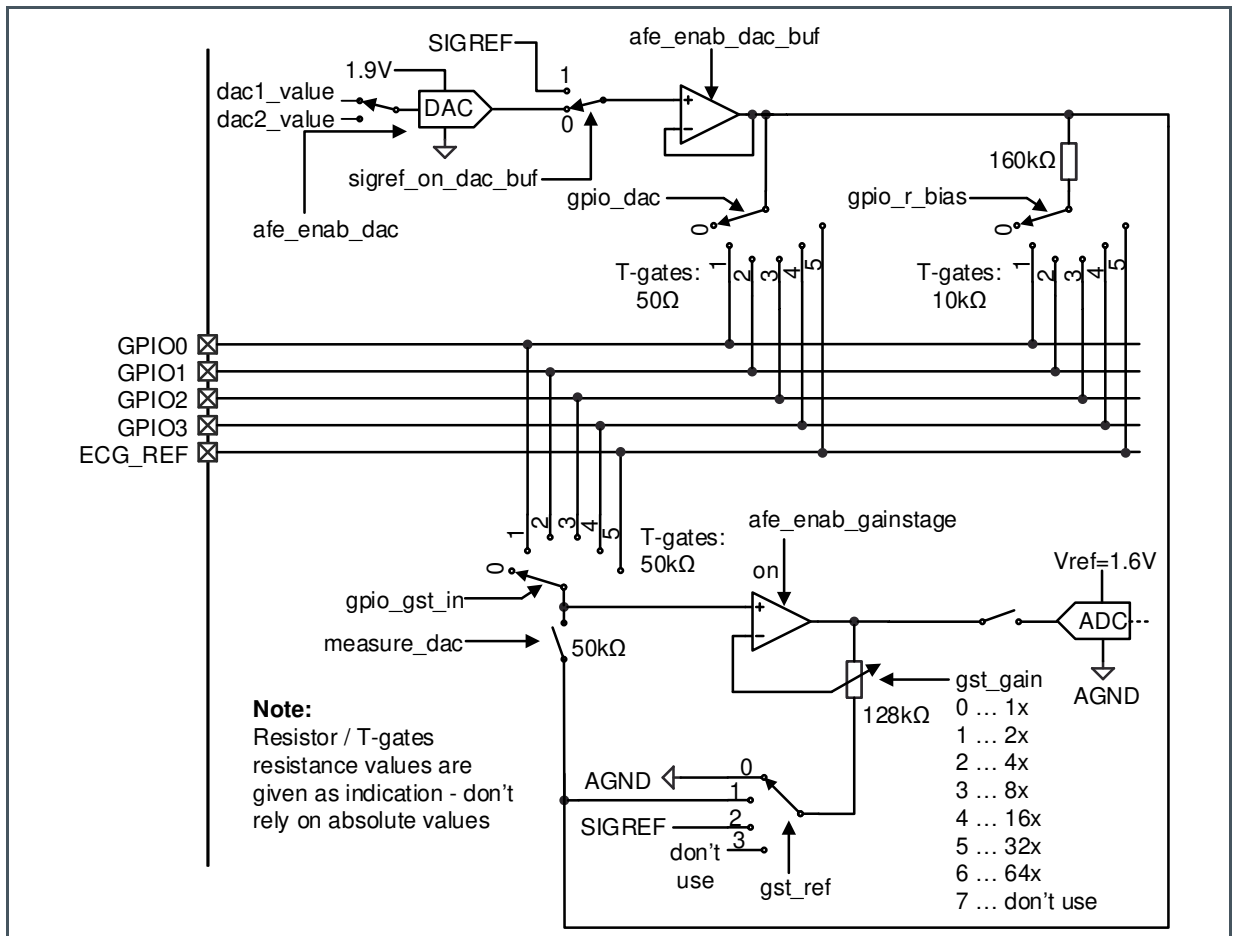 afe_enab_dac_buf
SIGREF
1
1.9V
dac1_value
DAC
dac2_value
0
+
−
sigref_on_dac_buf
afe_enab_dac
160kΩ
gpio_dac
gpio_r_bias
0
0
T-gates:
50Ω
1
2
3
4
5
T-gates:
10kΩ
1
2
3
4
5
GPIO0
GPIO1
GPIO2
GPIO3
ECG_REF
1
2
3
4
5
T-gates:
50kΩ
0
gpio_gst_in
measure_dac
50kΩ
afe_enab_gainstage
on
+
−
Vref=1.6V
ADC
AGND
128kΩ
gst_gain
0 ... 1x
1 ... 2x
2 ... 4x
3 ... 8x
4 ... 16x
5 ... 32x
6 ... 64x
7 ... don't use
Note:
Resistor / T-gates
resistance values are
given as indication - don't
rely on absolute values
AGND
0
1
SIGREF
2
don't
use
3
gst_ref